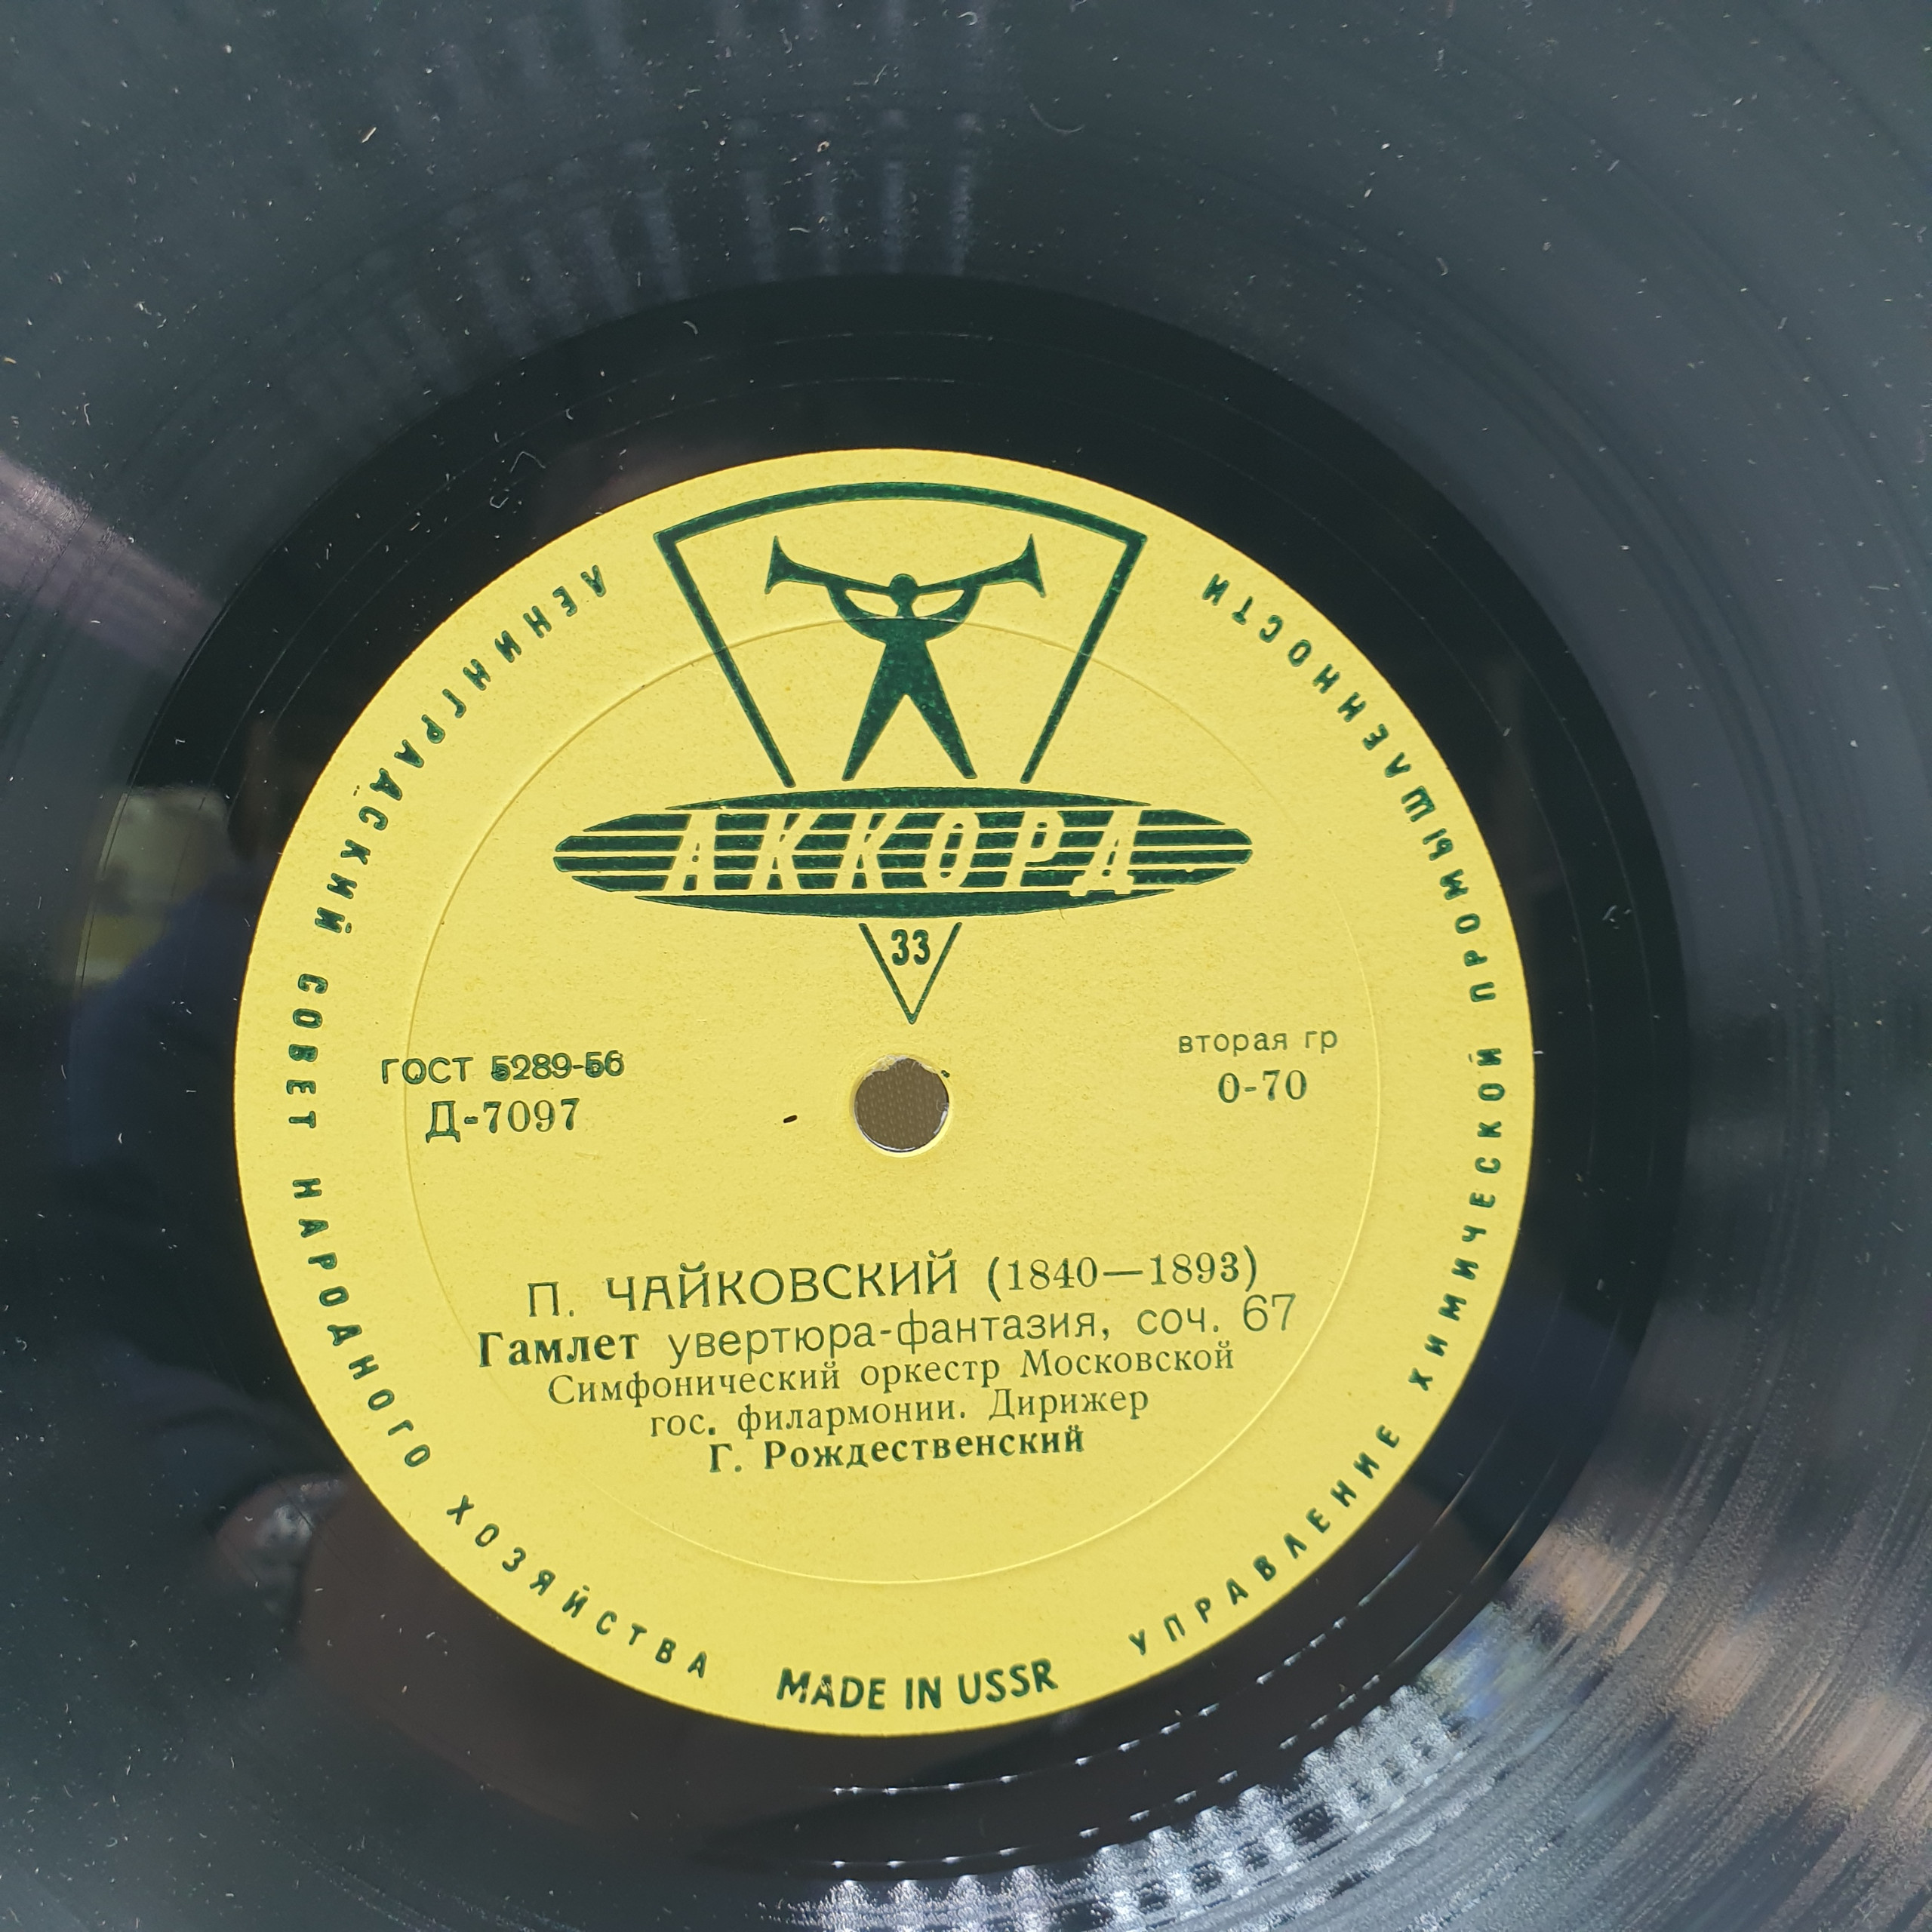 ЛЕНИНГРАДСКИЙ СОВЕТ НАРОДНОГО ХОЗЯЙСТВА
УПРАВЛЕНИЕ ХИМИЧЕСКОЙ ПРОМЫШЛЕННОСТИ
АККОРД
33
ГОСТ 5289-56
Д-7097
вторая гр
0-70
П. ЧАЙКОВСКИЙ (1840—1893)
Гамлет увертюра-фантазия, соч. 67
Симфонический оркестр Московской
гос. филармонии. Дирижер
Г. Рождественский
MADE IN USSR